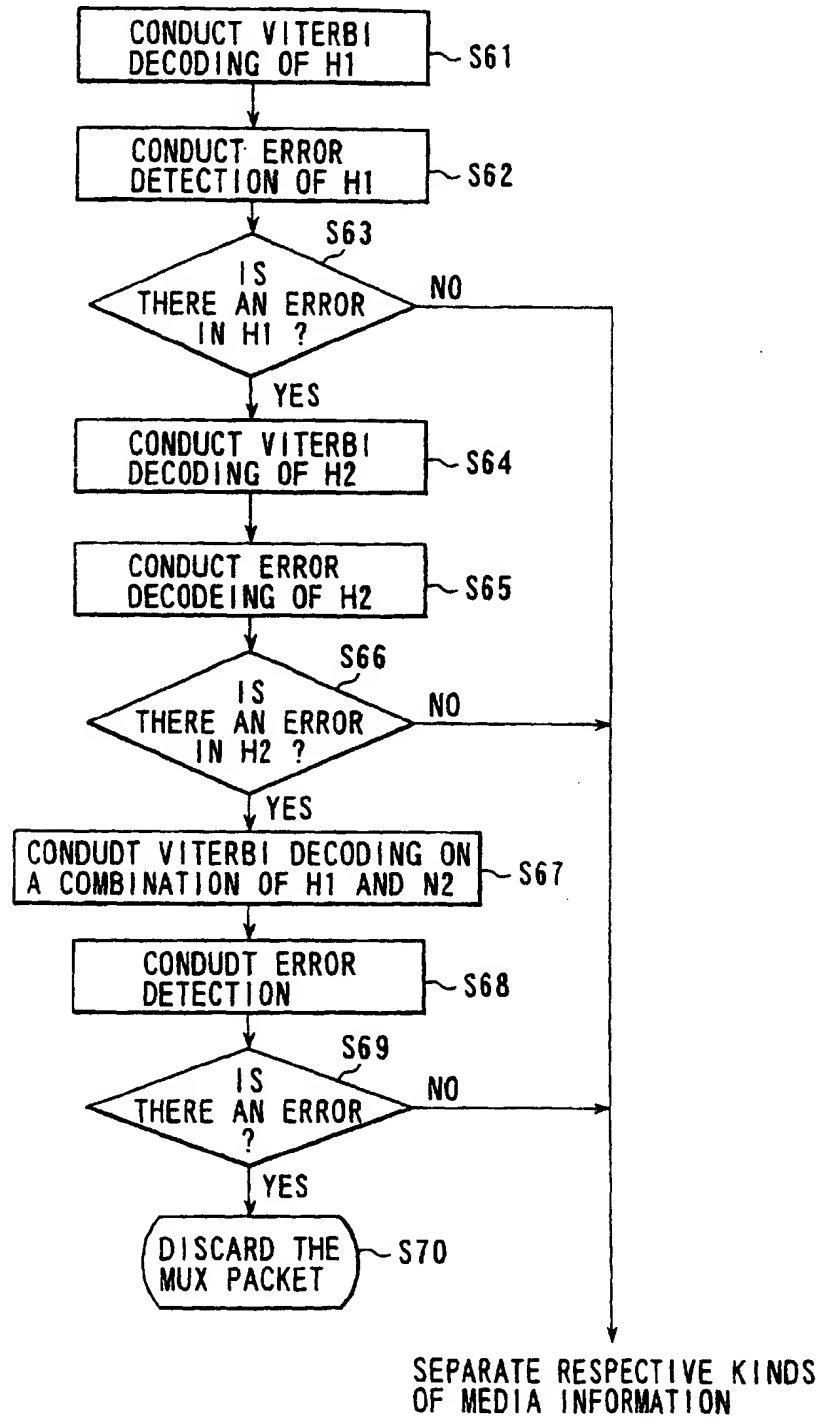 CONDUCT VITERBI
DECODING OF H1
S61
CONDUCT ERROR
DETECTION OF H1
S62
S63
IS
THERE AN ERROR
IN H1 ?
NO
YES
CONDUCT VITERBI
DECODING OF H2
S64
CONDUCT ERROR
DECODEING OF H2
S65
S66
IS
THERE AN ERROR
IN H2 ?
NO
YES
CONDUDT VITERBI DECODING ON
A COMBINATION OF H1 AND N2
S67
CONDUDT ERROR
DETECTION
S68
S69
IS
THERE AN ERROR
?
NO
YES
DISCARD THE
MUX PACKET
S70
SEPARATE RESPECTIVE KINDS
OF MEDIA INFORMATION